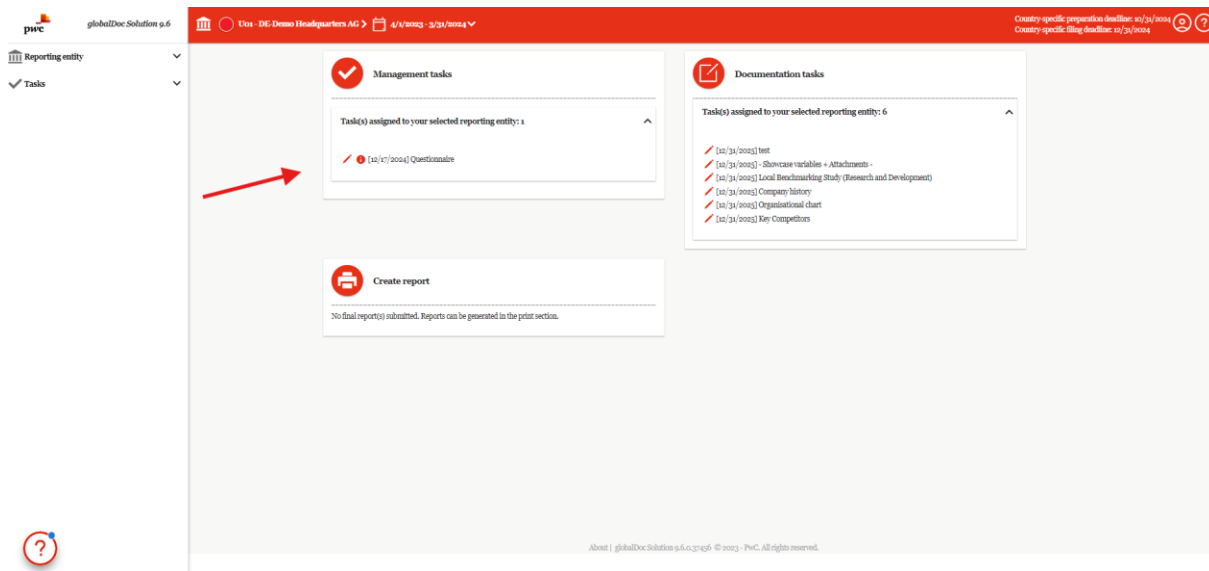 pwc
globalDoc Solution 9.6
U01 - DE-Demo Headquarters AG
4/1/2023 - 3/31/2024
Country-specific preparation deadline: 10/31/2024
Country-specific filing deadline: 12/31/2024
?
Reporting entity
Tasks
Management tasks
Task(s) assigned to your selected reporting entity: 1
[12/17/2024] Questionnaire
Documentation tasks
Task(s) assigned to your selected reporting entity: 6
[12/31/2025] test
[12/31/2025] - Showcase variables + Attachments -
[12/31/2025] Local Benchmarking Study (Research and Development)
[12/31/2025] Company history
[12/31/2025] Organisational chart
[12/31/2025] Key Competitors
Create report
No final report(s) submitted. Reports can be generated in the print section.
?
About | globalDoc Solution 9.6.0.37456 © 2023 - PwC. All rights reserved.